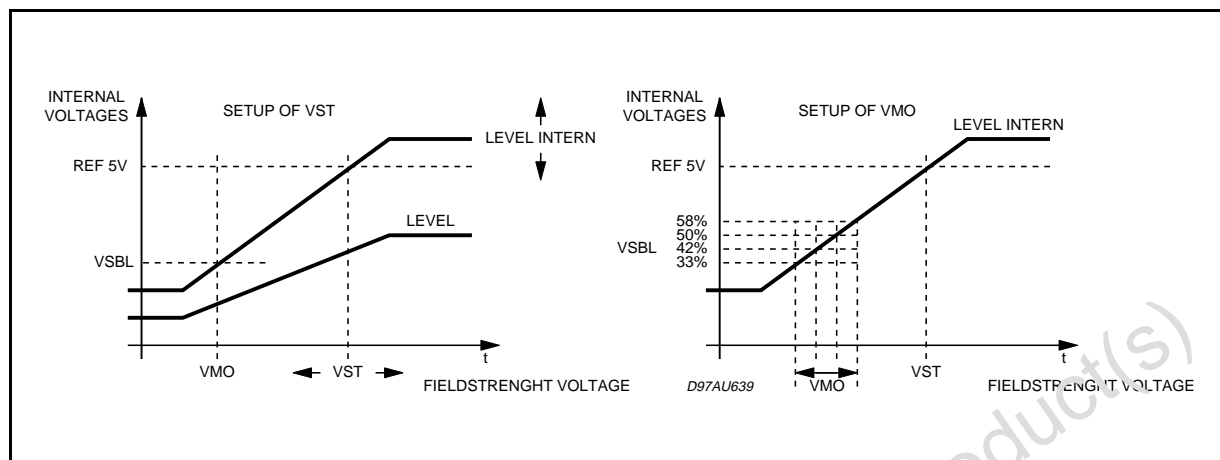 INTERNAL
VOLTAGES
SETUP OF VST
LEVEL INTERN
REF 5V
LEVEL
VSBL
t
VMO
VST
FIELDSTRENGHT VOLTAGE
INTERNAL
VOLTAGES
SETUP OF VMO
LEVEL INTERN
REF 5V
58%
50%
VSBL
42%
33%
t
D97AU639
VMO
VST
FIELDSTRENGHT VOLTAGE
oduct(s)